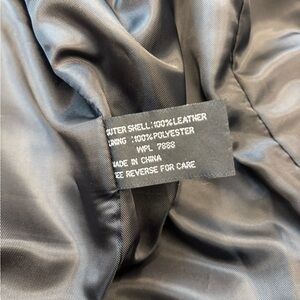 OUTER SHELL:100%LEATHER
LINING :100%POLYESTER
WPL 7888
MADE IN CHINA
SEE REVERSE FOR CARE